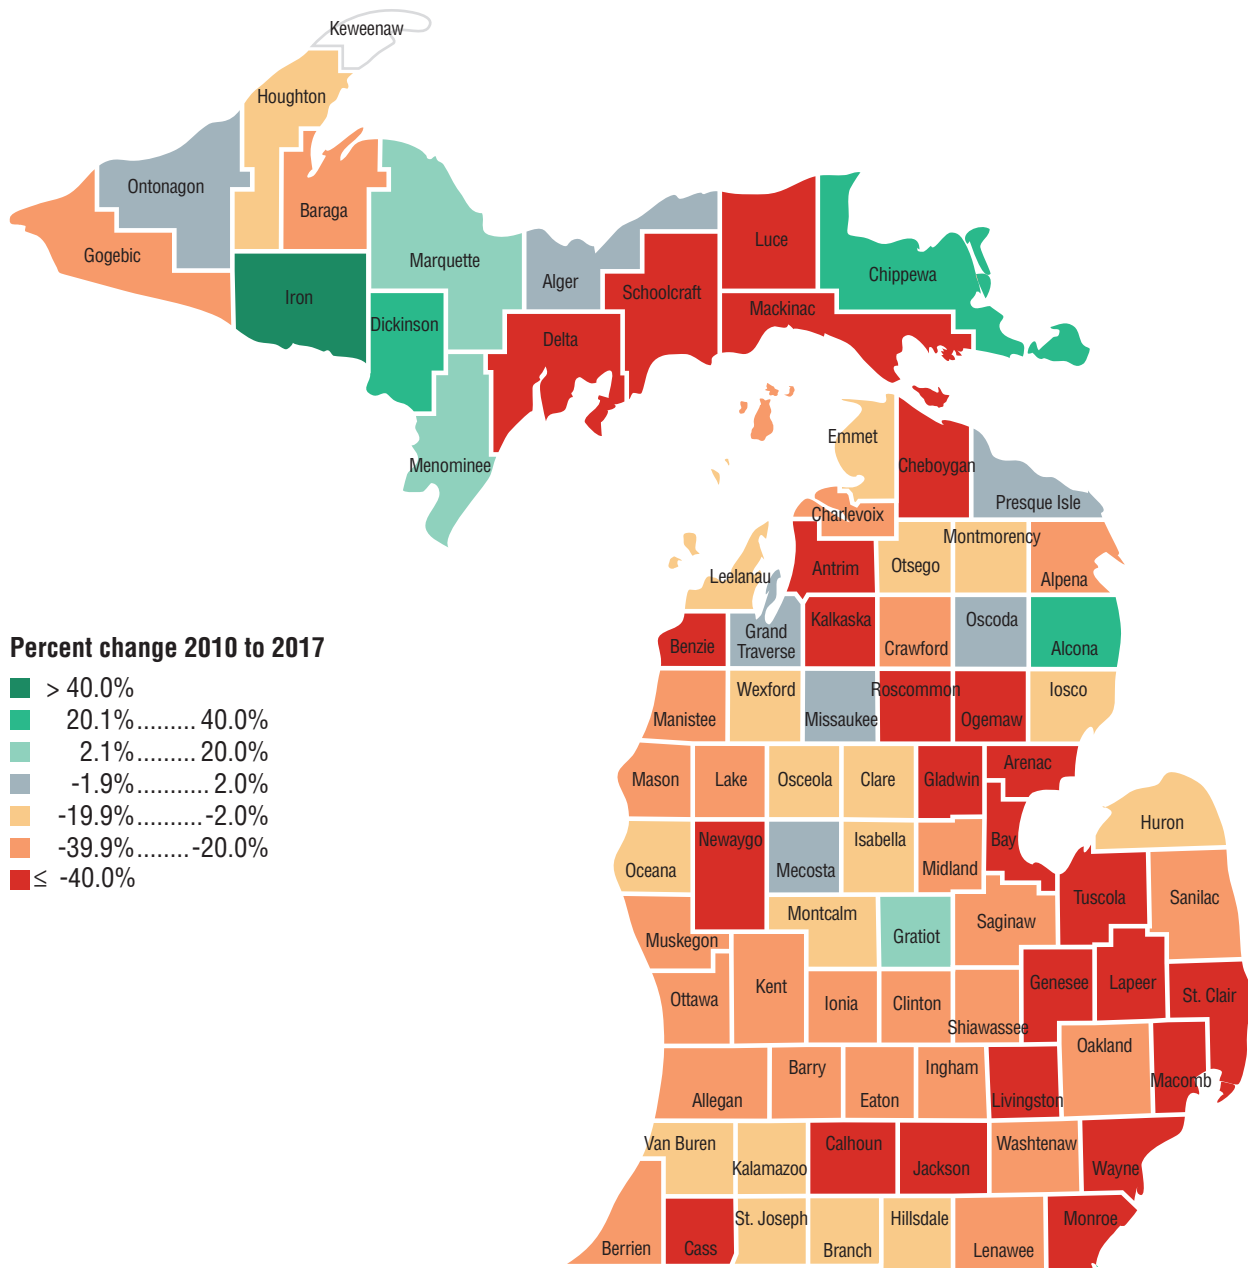 Keweenaw
Houghton
Ontonagon
Baraga
Gogebic
Marquette
Luce
Chippewa
Alger
Schoolcraft
Iron
Mackinac
Dickinson
Delta
Emmet
Menominee
Cheboygan
Presque Isle
Charlevoix
Montmorency
Otsego
Antrim
Leelanau
Alpena
Percent change 2010 to 2017
> 40.0%
20.1%......... 40.0%
2.1%......... 20.0%
-1.9%........... 2.0%
-19.9%..........-2.0%
-39.9%........-20.0%
≤ -40.0%
Kalkaska
Oscoda
Grand
Traverse
Benzie
Crawford
Alcona
Wexford
Roscommon
Iosco
Manistee
Missaukee
Ogemaw
Arenac
Mason
Lake
Osceola
Clare
Gladwin
Huron
Newaygo
Isabella
Bay
Oceana
Mecosta
Midland
Tuscola
Sanilac
Montcalm
Saginaw
Muskegon
Gratiot
Kent
Genesee
Lapeer
St. Clair
Ottawa
Ionia
Clinton
Shiawassee
Oakland
Barry
Ingham
Macomb
Allegan
Eaton
Livingston
Van Buren
Calhoun
Washtenaw
Kalamazoo
Jackson
Wayne
St. Joseph
Hillsdale
Monroe
Berrien
Cass
Branch
Lenawee